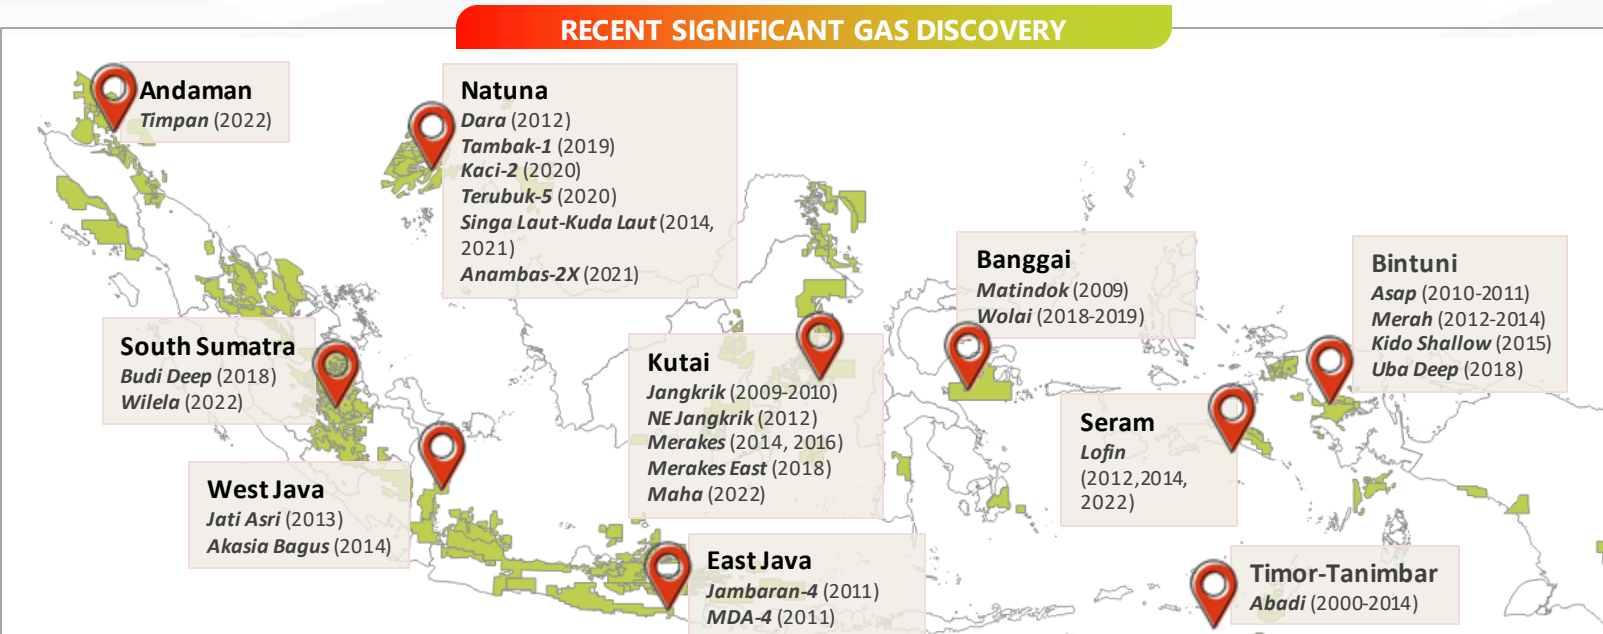 RECENT SIGNIFICANT GAS DISCOVERY
Andaman
Timpan (2022)
Natuna
Dara (2012)
Tambak-1 (2019)
Kaci-2 (2020)
Terubuk-5 (2020)
Singa Laut-Kuda Laut (2014,
2021)
Anambas-2X (2021)
Banggai
Matindok (2009)
Wolai (2018-2019)
Bintuni
Asap (2010-2011)
Merah (2012-2014)
Kido Shallow (2015)
Uba Deep (2018)
South Sumatra
Budi Deep (2018)
Wilela (2022)
Kutai
Jangkrik (2009-2010)
NE Jangkrik (2012)
Merakes (2014, 2016)
Merakes East (2018)
Maha (2022)
Seram
Lofin
(2012,2014,
2022)
West Java
Jati Asri (2013)
Akasia Bagus (2014)
East Java
Jambaran-4 (2011)
MDA-4 (2011)
Timor-Tanimbar
Abadi (2000-2014)